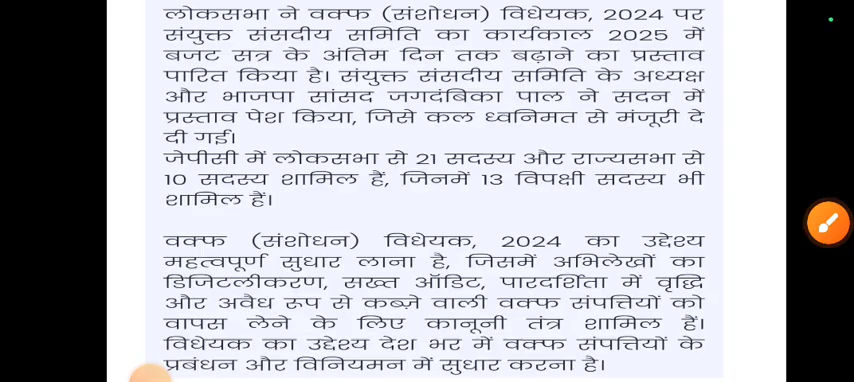 लोकसभा ने वक्फ (संशोधन) विधेयक, 2024 पर
संयुक्त संसदीय समिति का कार्यकाल 2025 में
बजट सत्र के अंतिम दिन तक बढ़ाने का प्रस्ताव
पारित किया है। संयुक्त संसदीय समिति के अध्यक्ष
और भाजपा सांसद जगदंबिका पाल ने सदन में
प्रस्ताव पेश किया, जिसे कल ध्वनिमत से मंजूरी दे
दी गई।
जेपीसी में लोकसभा से 21 सदस्य और राज्यसभा से
10 सदस्य शामिल हैं, जिनमें 13 विपक्षी सदस्य भी
शामिल हैं।
वक्फ (संशोधन) विधेयक, 2024 का उद्देश्य
महत्वपूर्ण सुधार लाना है, जिसमें अभिलेखों का
डिजिटलीकरण, सख्त ऑडिट, पारदर्शिता में वृद्धि
और अवैध रूप से कब्ज़े वाली वक्फ संपत्तियों को
वापस लेने के लिए कानूनी तंत्र शामिल हैं।
विधेयक का उद्देश्य देश भर में वक्फ संपत्तियों के
प्रबंधन और विनियमन में सुधार करना है।